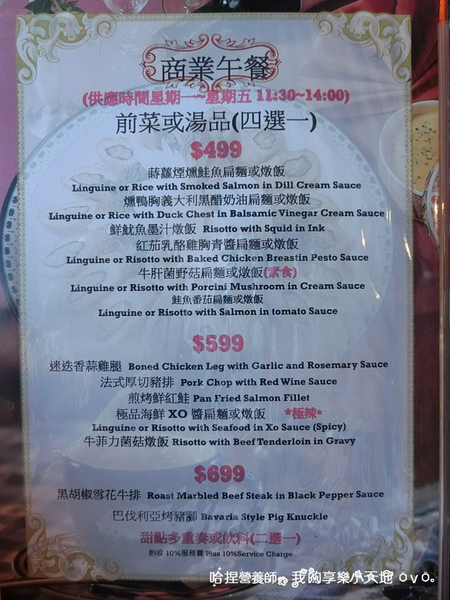 商業午餐
(供應時間星期一~星期五 11:30~14:00)
前菜或湯品(四選一)
$499
蒔蘿煙燻鮭魚扁麵或燉飯
Linguine or Rice with Smoked Salmon in Dill Cream Sauce
燻鴨胸義大利黑醋奶油扁麵或燉飯
Linguine or Rice with Duck Chest in Balsamic Vinegar Cream Sauce
鮮魷魚墨汁燉飯 Risotto with Squid in Ink
紅茄乳酪雞胸青醬扁麵或燉飯
Linguine or Risotto with Baked Chicken Breastin Pesto Sauce
牛肝菌野菇扁麵或燉飯(素食)
Linguine or Risotto with Porcini Mushroom in Cream Sauce
鮭魚番茄扁麵或燉飯
Linguine or Risotto with Salmon in tomato Sauce
$599
迷迭香蒜雞腿 Boned Chicken Leg with Garlic and Rosemary Sauce
法式厚切豬排 Pork Chop with Red Wine Sauce
煎烤鮮紅鮭 Pan Fried Salmon Fillet
極品海鮮 XO 醬扁麵或燉飯 *極辣*
Linguine or Risotto with Seafood in Xo Sauce (Spicy)
牛菲力菌菇燉飯 Risotto with Beef Tenderloin in Gravy
$699
黑胡椒雪花牛排 Roast Marbled Beef Steak in Black Pepper Sauce
巴伐利亞烤豬腳 Bavaria Style Pig Knuckle
甜點多重奏或飲料(二選一)
酌收 10%服務費 Plus 10%Service Charge
哈捏營養師。我的享樂小天地 ovo。